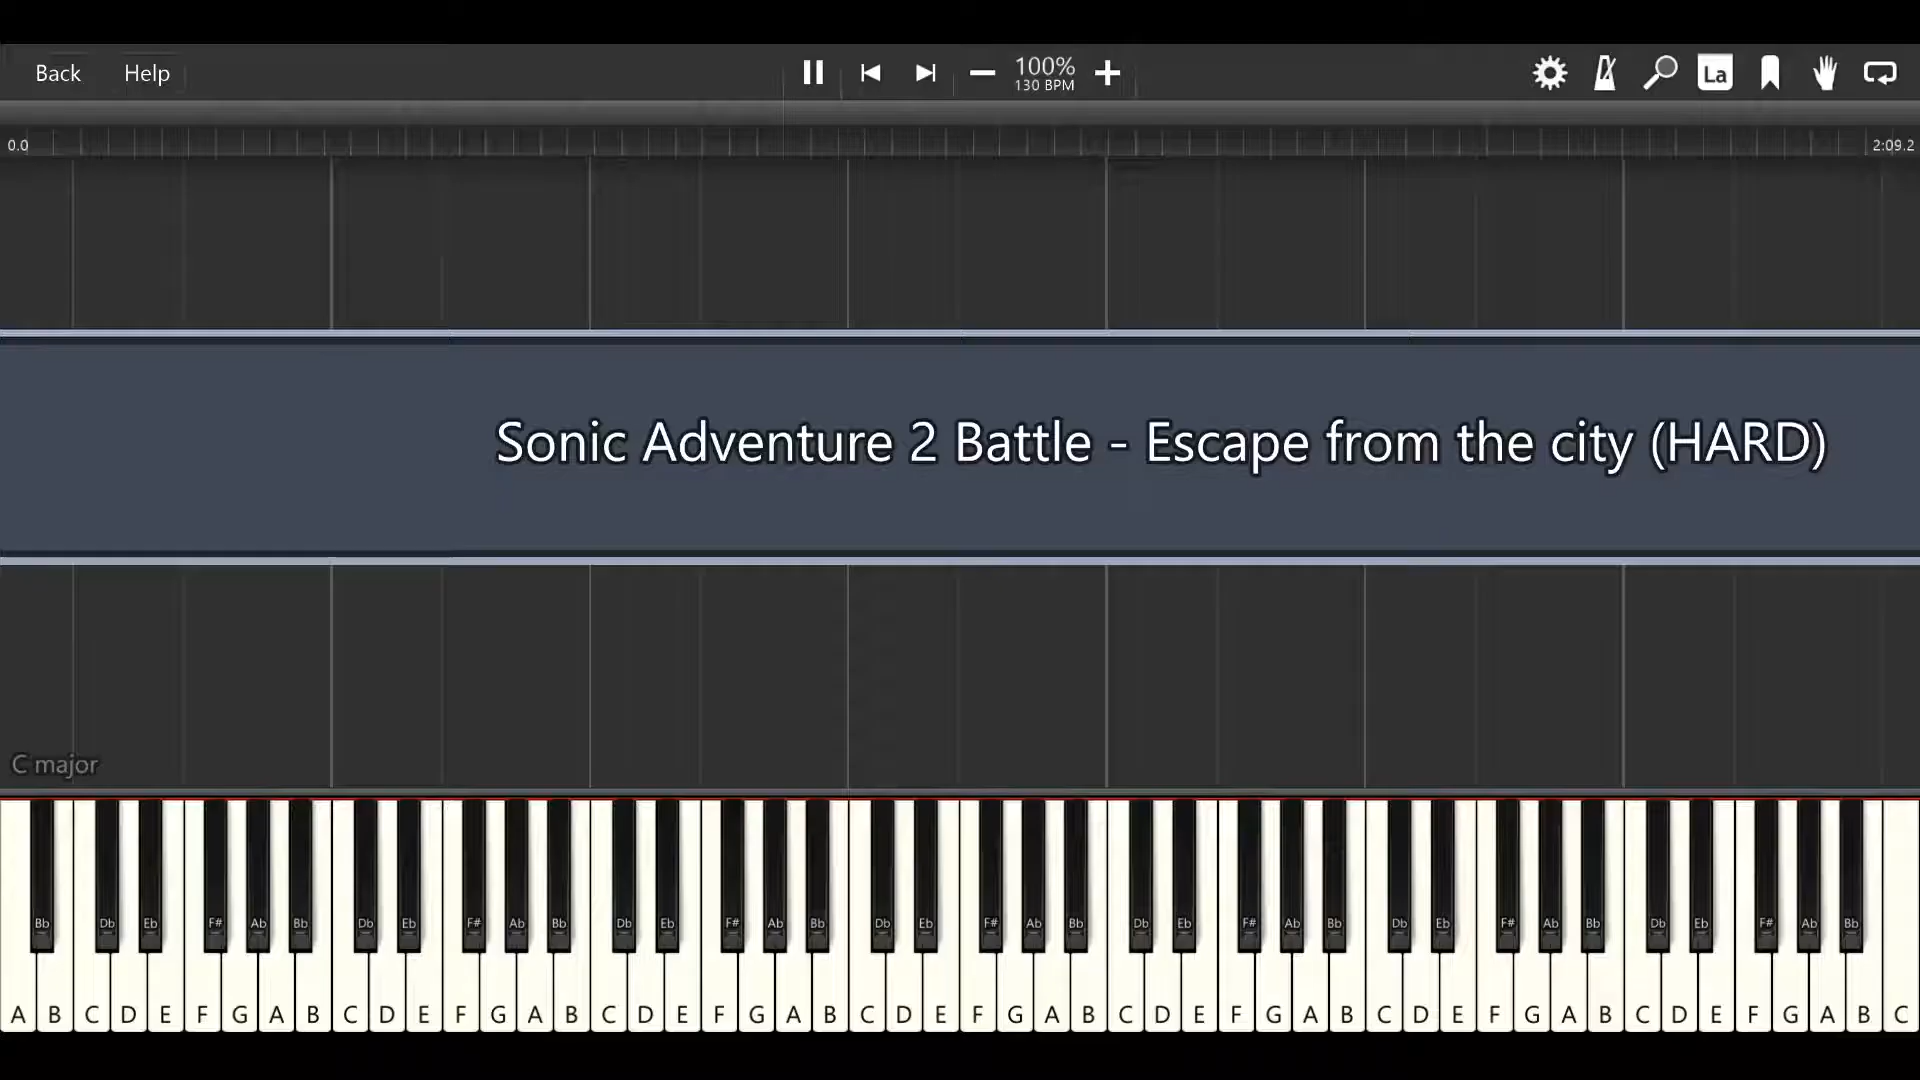 Back Help 100% La
130 BPM
0.0 2:09.2
Sonic Adventure 2 Battle - Escape from the city (HARD)
C major
Bb Db Eb F# Ab Bb Db Eb F# Ab Bb Db Eb F# Ab Bb Db Eb F# Ab Bb Db Eb F# Ab Bb Db Eb F# Ab Bb Db Eb F# Ab Bb
A B C D E F G A B C D E F G A B C D E F G A B C D E F G A B C D E F G A B C D E F G A B C D E F G A B C